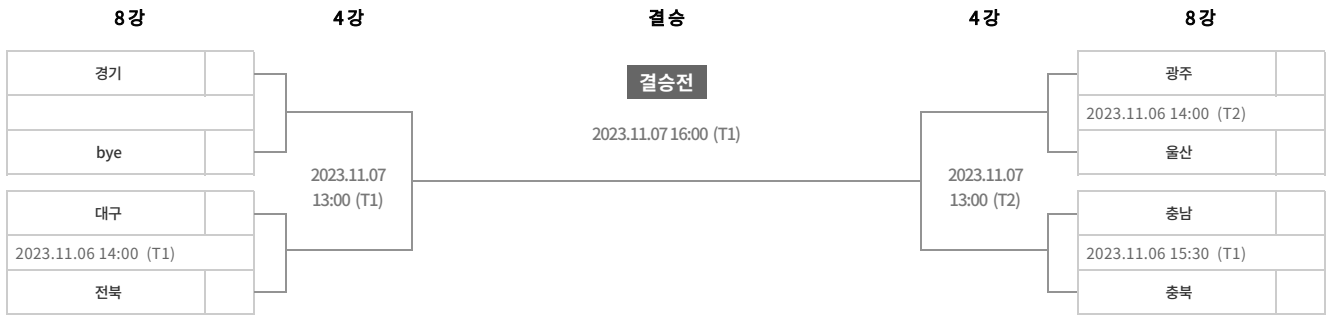 8강
4강
결승
4강
8강
경기
bye
대구
2023.11.06 14:00 (T1)
전북
2023.11.07
13:00 (T1)
결승전
2023.11.07 16:00 (T1)
2023.11.07
13:00 (T2)
광주
2023.11.06 14:00 (T2)
울산
충남
2023.11.06 15:30 (T1)
충북